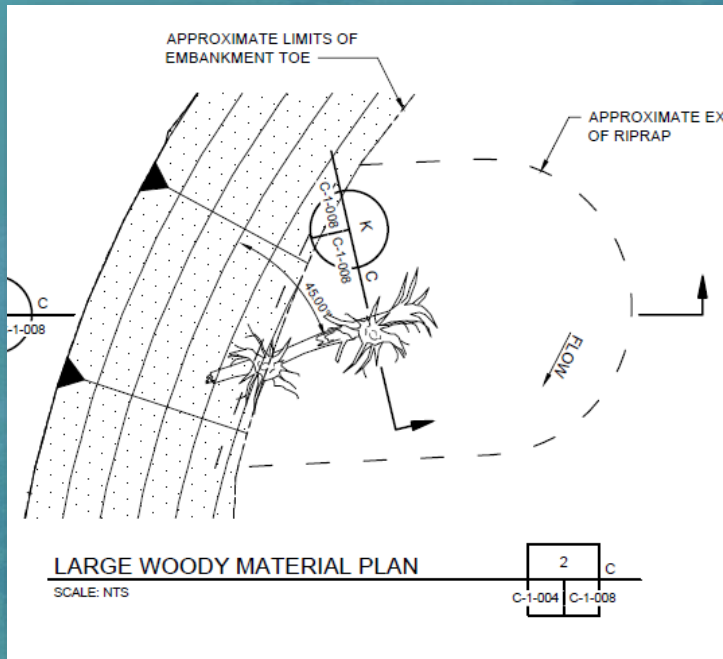 APPROXIMATE LIMITS OF
EMBANKMENT TOE
APPROXIMATE EX
OF RIPRAP
C-1-008
K
C-1-008
C
45.00°
C
-1-008
FLOW
LARGE WOODY MATERIAL PLAN
SCALE: NTS
2
C
C-1-004
C-1-008